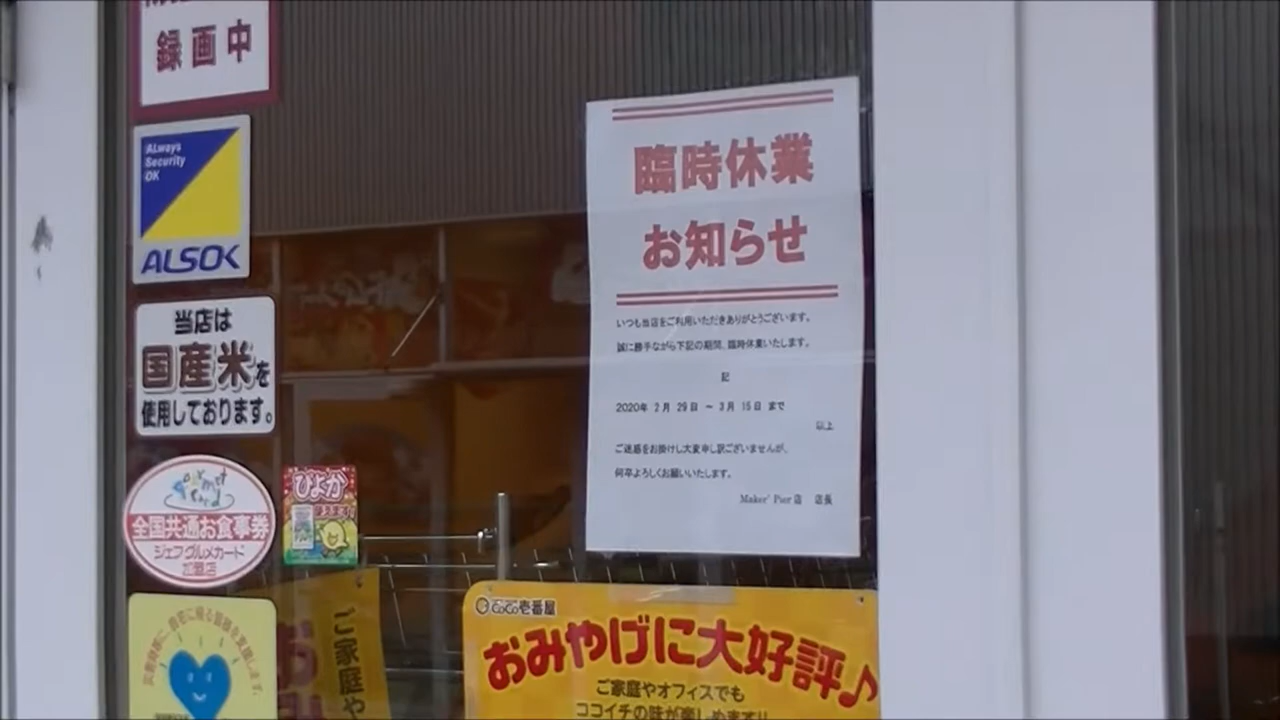 録画中
ALways
Security
OK
ALSOK
当店は
国産米を
使用しております。
全国共通お食事券
ジェフグルメカード
加盟店
ぴよか
使えます!
臨時休業
お知らせ
いつも当店をご利用いただきありがとうございます。
誠に勝手ながら下記の期間、臨時休業いたします。
記
2020年 2月 29日 ～ 3月 15日 まで
以上
ご迷惑をお掛けし大変申し訳ございませんが、
何卒よろしくお願いいたします。
Maker' Pier 店 店長
ご家庭や
お
CoCo壱番屋
おみやげに大好評♪
ご家庭やオフィスでも
ココイチの味が楽しめます!!